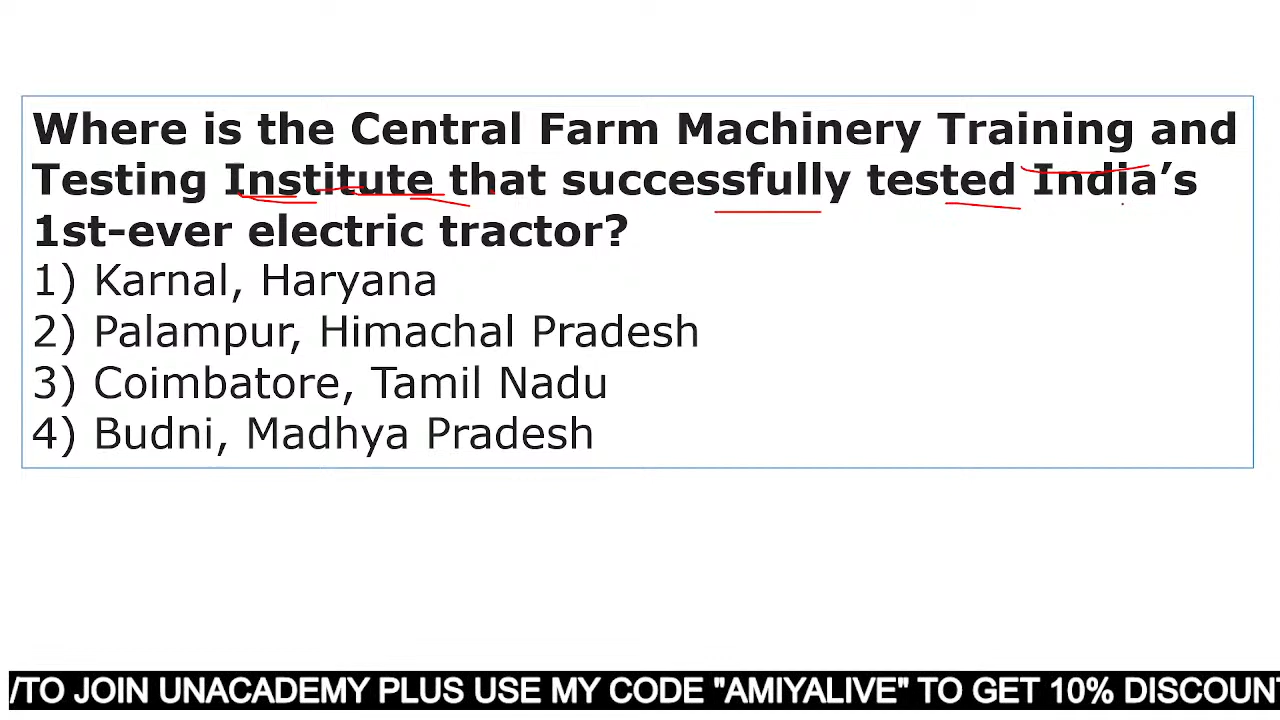 Where is the Central Farm Machinery Training and
Testing Institute that successfully tested India’s
1st-ever electric tractor?
1) Karnal, Haryana
2) Palampur, Himachal Pradesh
3) Coimbatore, Tamil Nadu
4) Budni, Madhya Pradesh
/TO JOIN UNACADEMY PLUS USE MY CODE "AMIYALIVE" TO GET 10% DISCOUNT